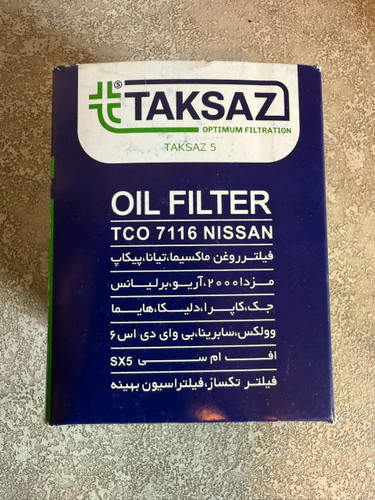 TAKSAZ
OPTIMUM FILTRATION
TAKSAZ 5
OIL FILTER
TCO 7116 NISSAN
فیلتر روغن ماکسیما، تیانا، پیکاپ
مزدا ۲۰۰۰، آریو، برلیانس
جک، کاپرا، دلیکا، هایما
وولکس، سابرینا، بی وای دی اس ۶
اف ام سی SX5
فیلتر تکساز، فیلتراسیون بهینه